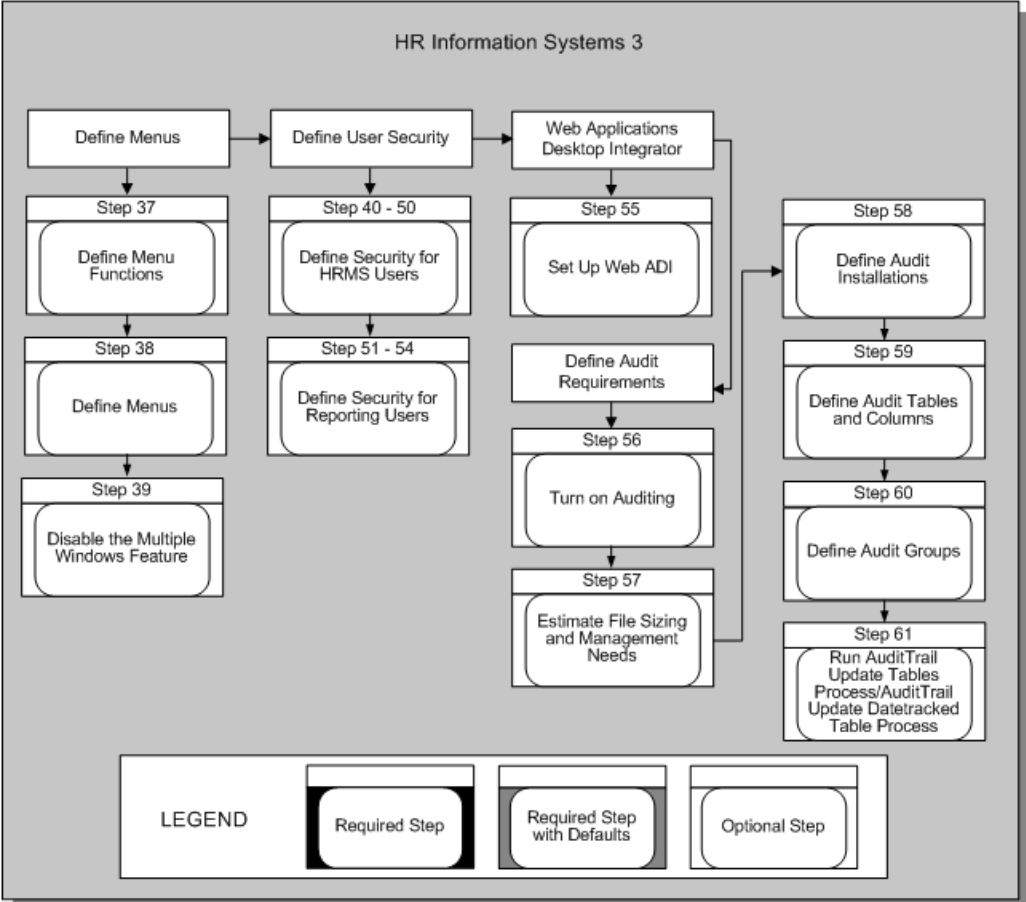 HR Information Systems 3
Define Menus
Define User Security
Web Applications
Desktop Integrator
Step 37
Define Menu
Functions
Step 38
Define Menus
Step 39
Disable the Multiple
Windows Feature
Step 40 - 50
Define Security for
HRMS Users
Step 51 - 54
Define Security for
Reporting Users
Step 55
Set Up Web ADI
Define Audit
Requirements
Step 56
Turn on Auditing
Step 57
Estimate File Sizing
and Management
Needs
Step 58
Define Audit
Installations
Step 59
Define Audit Tables
and Columns
Step 60
Define Audit Groups
Step 61
Run AuditTrail
Update Tables
Process/AuditTrail
Update Datetracked
Table Process
LEGEND
Required Step
Required Step
with Defaults
Optional Step